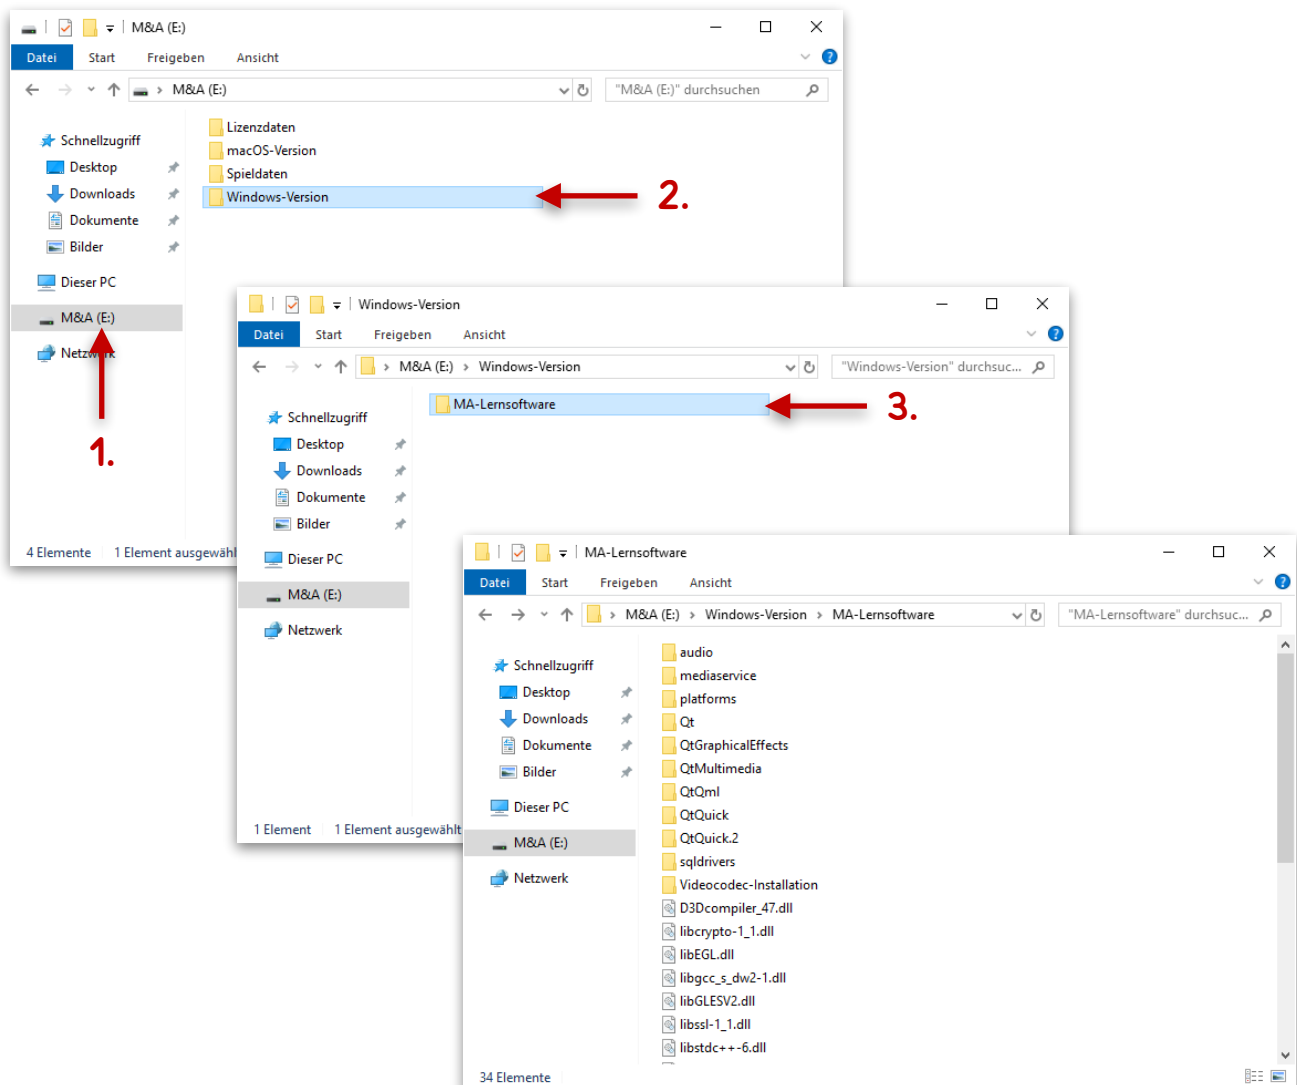 M&A (E:)
Datei Start Freigeben Ansicht
M&A (E:) "M&A (E:)" durchsuchen
Schnellzugriff
Desktop
Downloads
Dokumente
Bilder
Dieser PC
M&A (E:)
Netzwerk
Lizenzdaten
macOS-Version
Spieldaten
Windows-Version
2.
1.
4 Elemente 1 Element ausgewähl
Windows-Version
Datei Start Freigeben Ansicht
M&A (E:) Windows-Version "Windows-Version" durchsuc...
Schnellzugriff
Desktop
Downloads
Dokumente
Bilder
Dieser PC
M&A (E:)
Netzwerk
MA-Lernsoftware
3.
1 Element 1 Element ausgewählt
MA-Lernsoftware
Datei Start Freigeben Ansicht
M&A (E:) Windows-Version MA-Lernsoftware "MA-Lernsoftware" durchsuc...
Schnellzugriff
Desktop
Downloads
Dokumente
Bilder
Dieser PC
M&A (E:)
Netzwerk
audio
mediaservice
platforms
Qt
QtGraphicalEffects
QtMultimedia
QtQml
QtQuick
QtQuick.2
sqldrivers
Videocodec-Installation
D3Dcompiler_47.dll
libcrypto-1_1.dll
libEGL.dll
libgcc_s_dw2-1.dll
libGLESV2.dll
libssl-1_1.dll
libstdc++-6.dll
34 Elemente